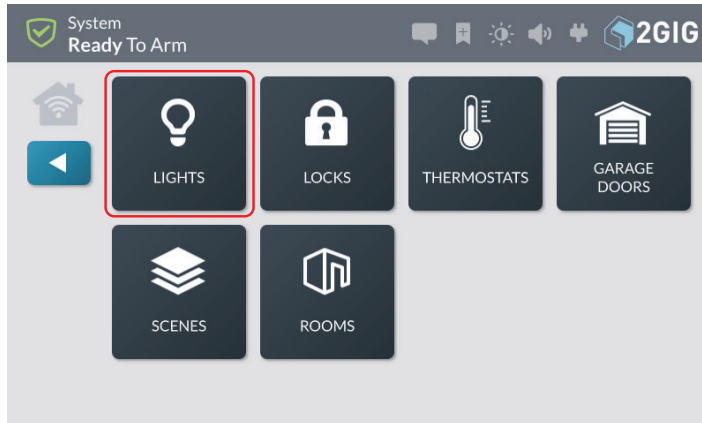 System
Ready To Arm
2GIG
LIGHTS
LOCKS
THERMOSTATS
GARAGE
DOORS
SCENES
ROOMS